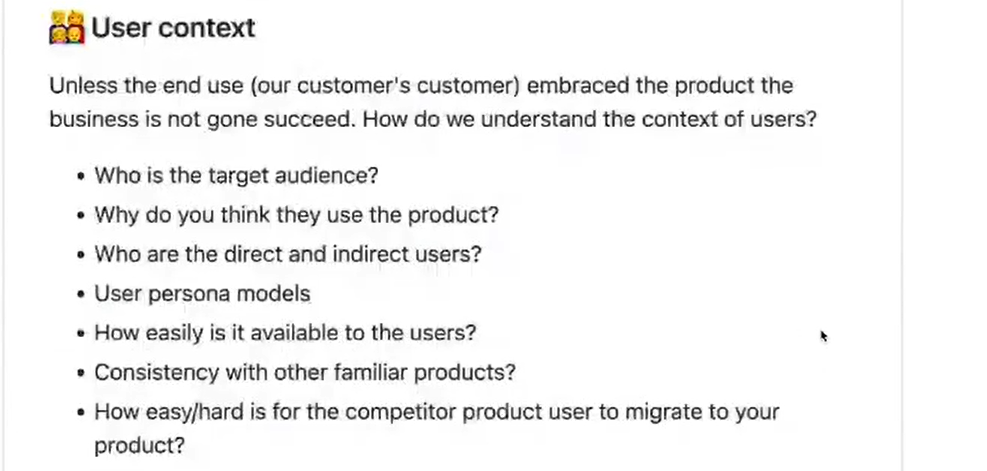 User context
Unless the end use (our customer's customer) embraced the product the
business is not gone succeed. How do we understand the context of users?
• Who is the target audience?
• Why do you think they use the product?
• Who are the direct and indirect users?
• User persona models
• How easily is it available to the users?
• Consistency with other familiar products?
• How easy/hard is for the competitor product user to migrate to your
product?